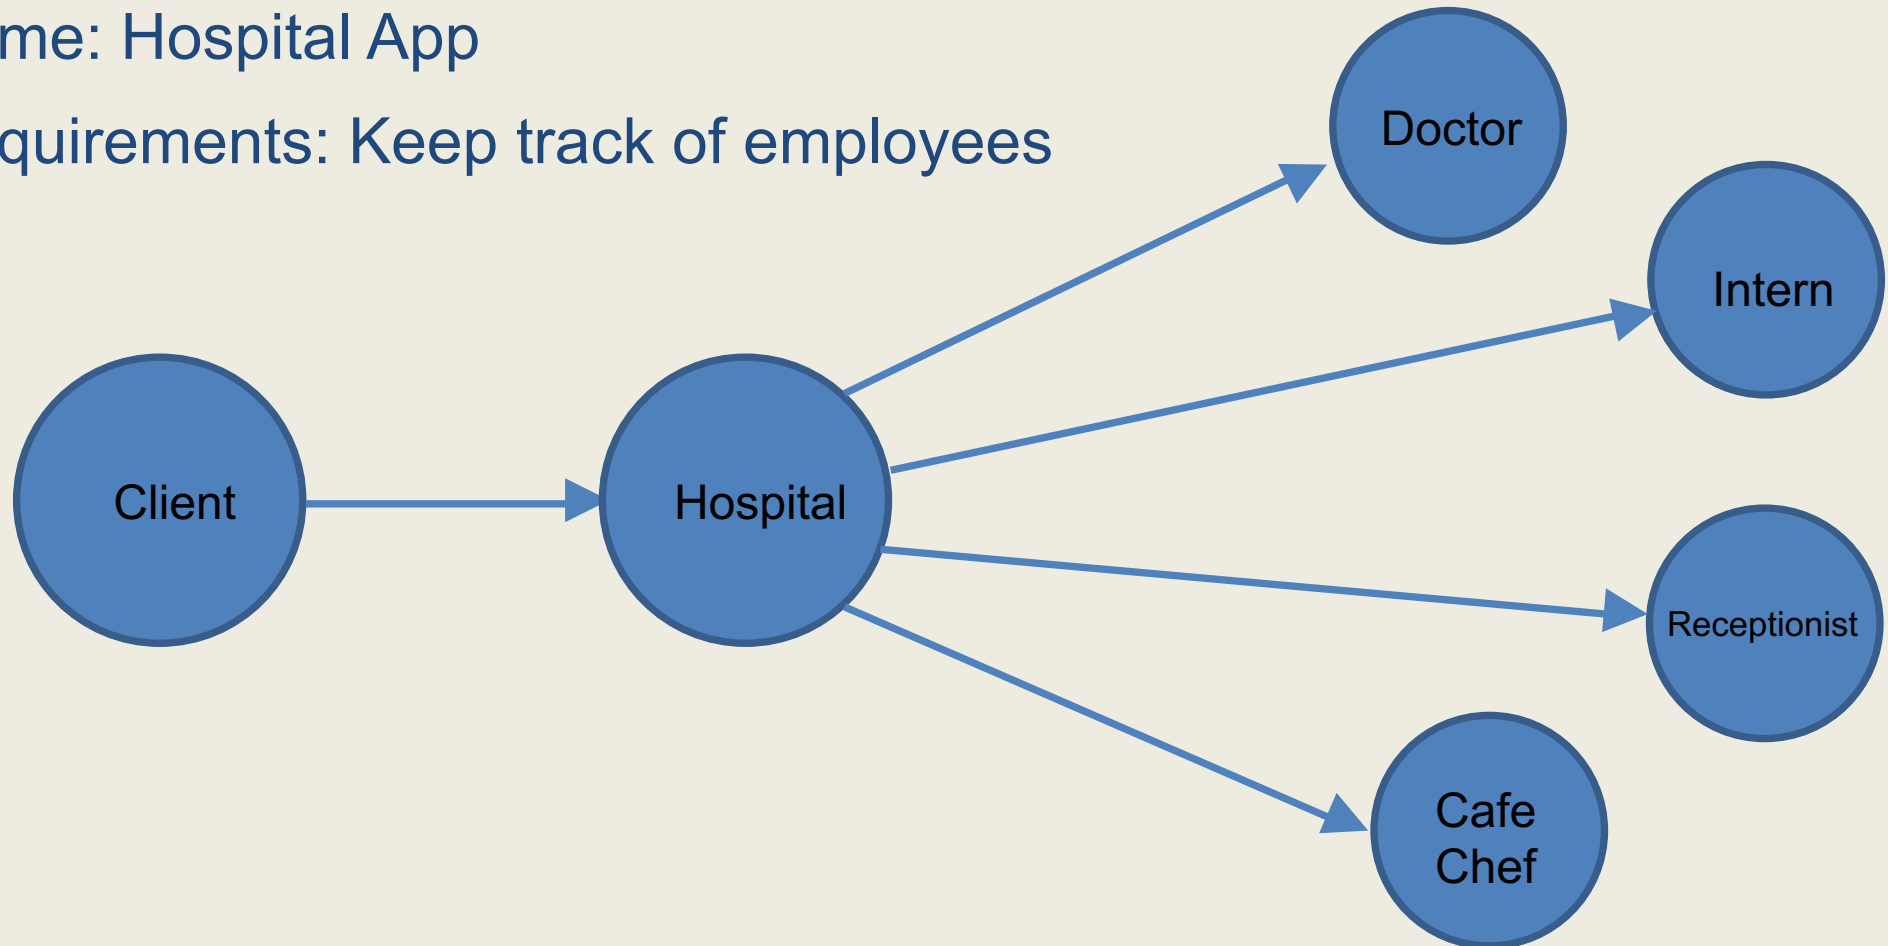 me: Hospital App
quirements: Keep track of employees
Doctor
Intern
Client
Hospital
Receptionist
Cafe
Chef